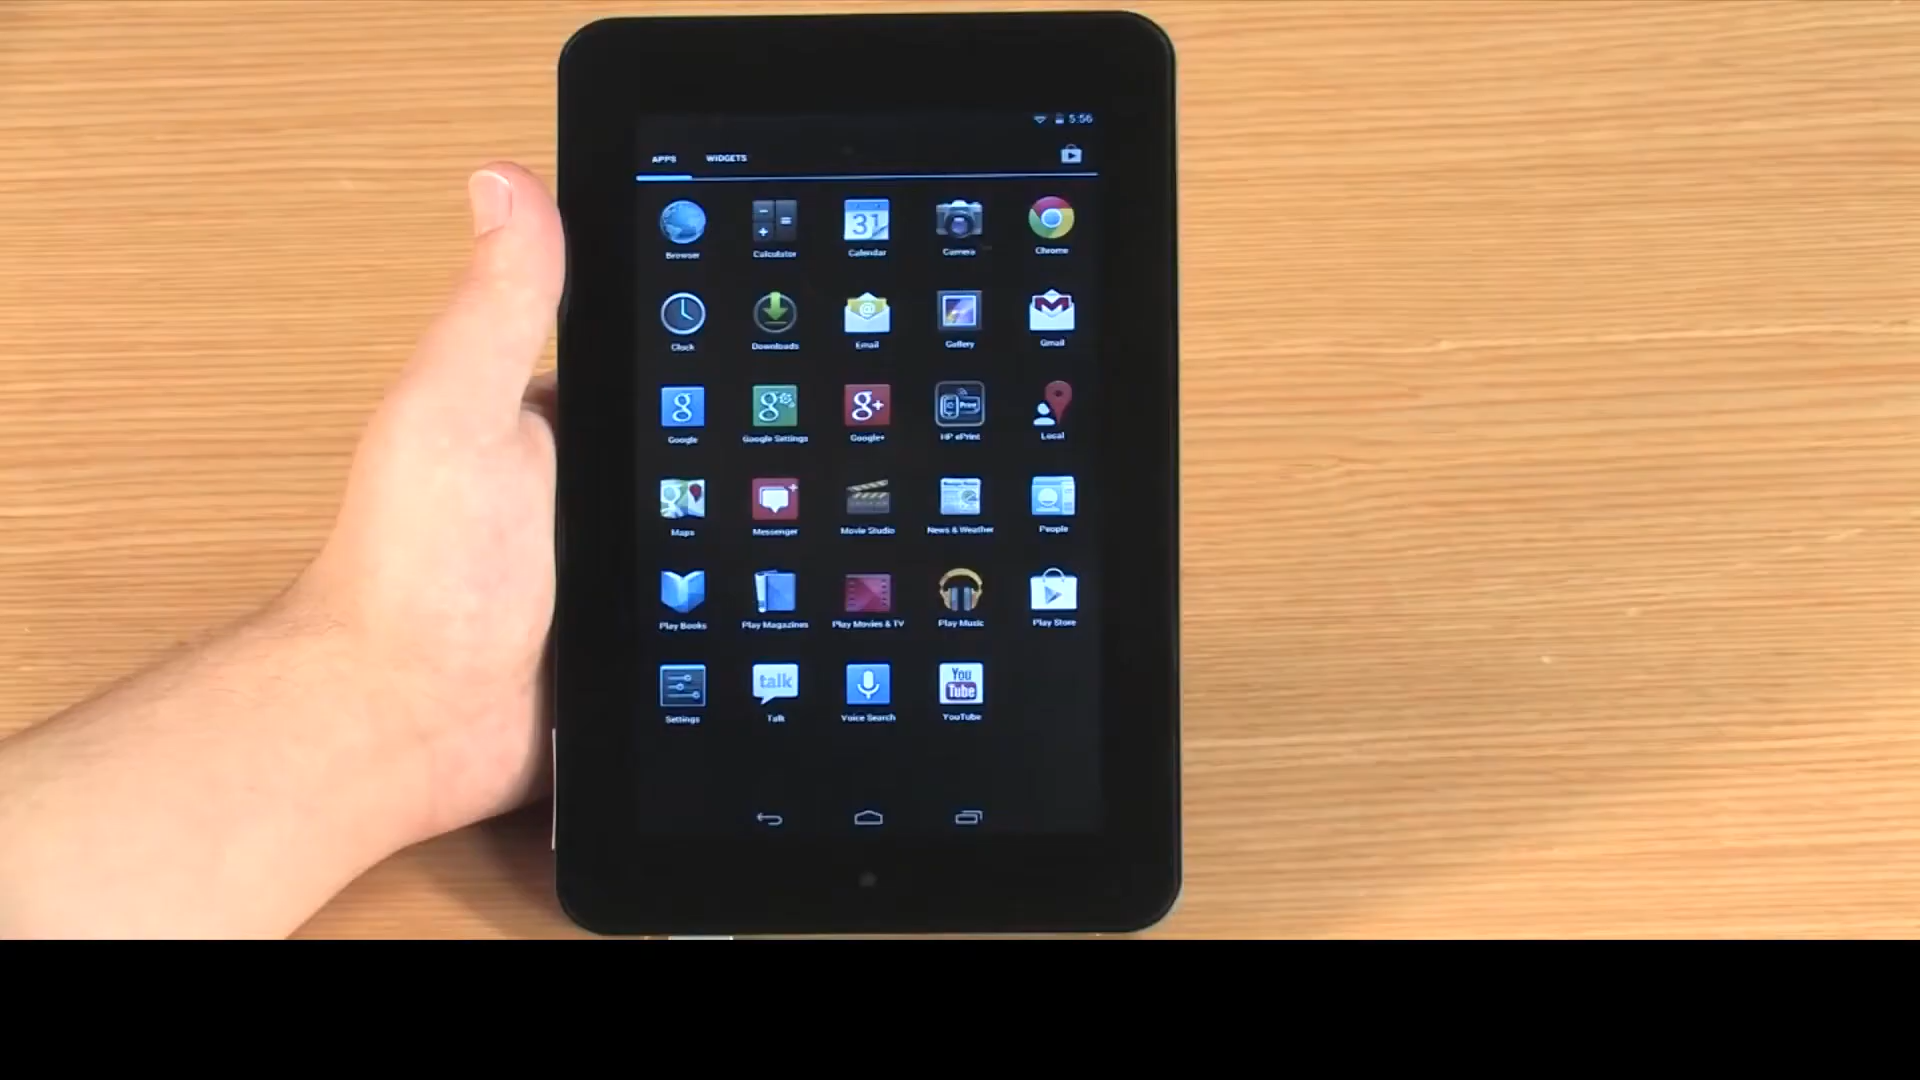 5:56
APPS WIDGETS
31
Browser Calculator Calendar Camera Chrome
Clock Downloads Email Gallery Gmail
g g g+ Print
Google Google Settings Google+ HP ePrint Local
Maps Messenger Movie Studio News & Weather People
Play Books Play Magazines Play Movies & TV Play Music Play Store
talk You Tube
Settings Talk Voice Search YouTube